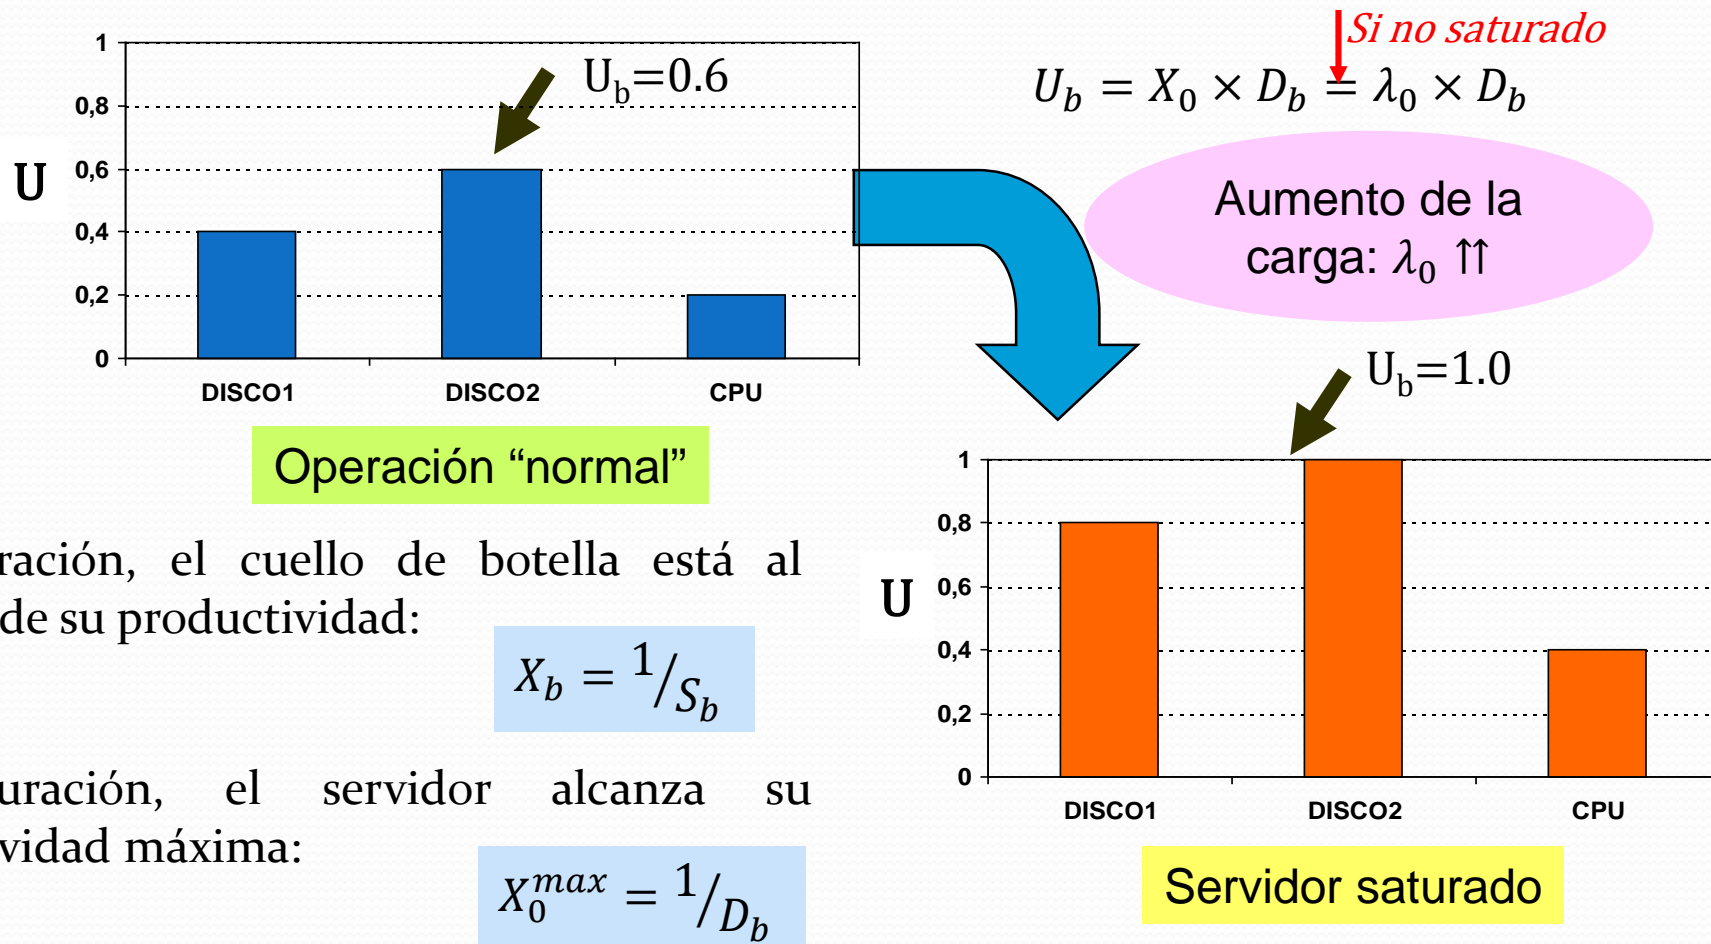 Si no saturado
U_b = X_0 × D_b = λ_0 × D_b
1
0,8
0,6
0,4
0,2
0
U
U_b=0.6
DISCO1 DISCO2 CPU
Operación “normal”
Aumento de la
carga: λ_0 ⇈
U_b=1.0
ración, el cuello de botella está al
de su productividad:
X_b = 1/S_b
uración, el servidor alcanza su
vidad máxima:
X_0^max = 1/D_b
1
0,8
0,6
0,4
0,2
0
U
DISCO1 DISCO2 CPU
Servidor saturado